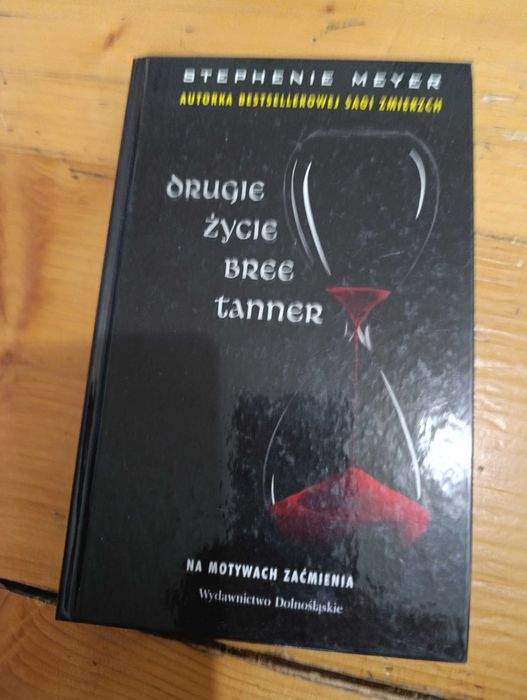 STEPHENIE MEYER
AUTORKA BESTSELLEROWEJ SAGI ZMIERZCH
DRUGIE
ŻYCIE
BREE
TANNER
NA MOTYWACH ZAĆMIENIA
Wydawnictwo Dolnośląskie